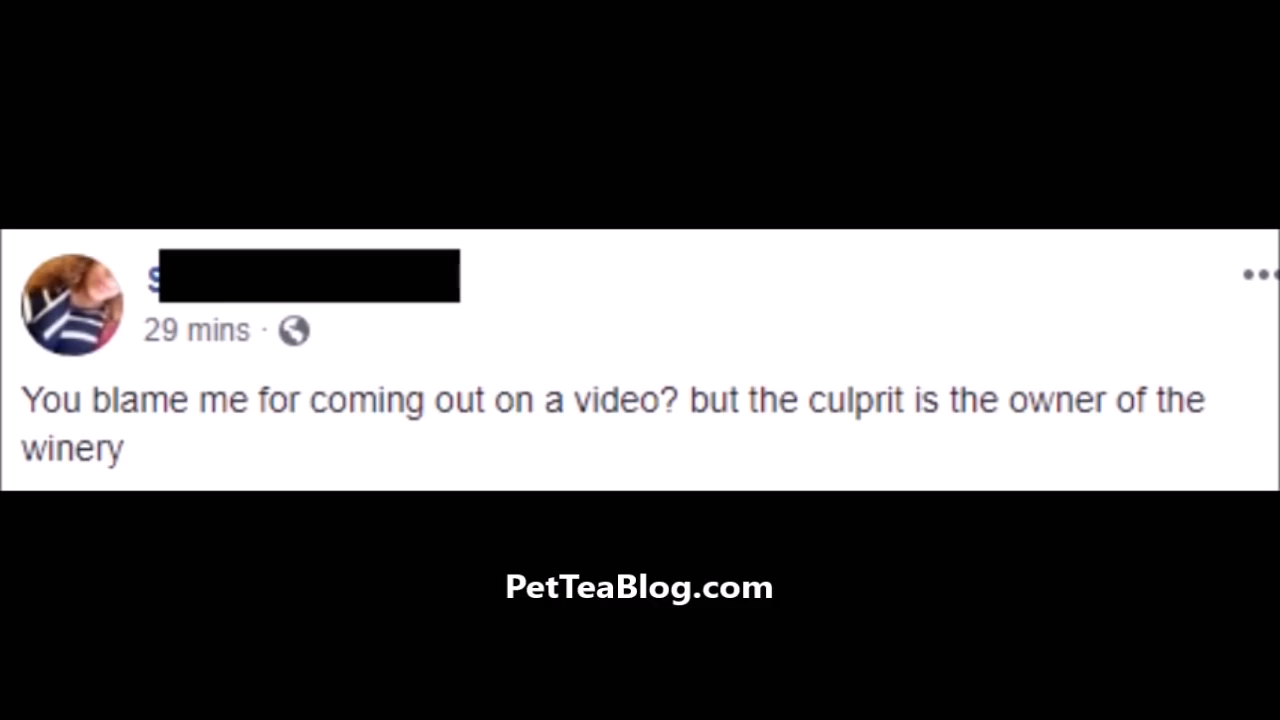 S
29 mins ·
You blame me for coming out on a video? but the culprit is the owner of the
winery
PetTeaBlog.com